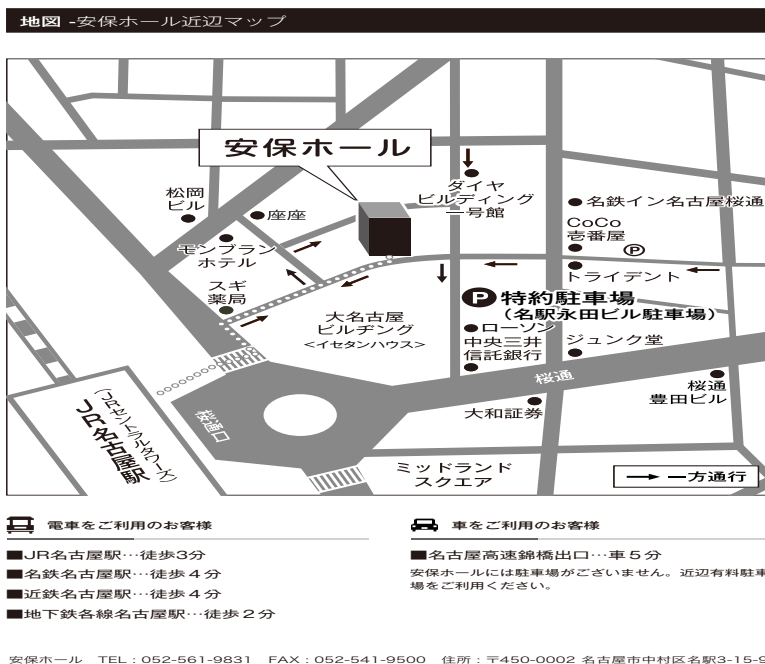 地図 -安保ホール近辺マップ
安保ホール
松岡
ビル
座座
モンブラン
ホテル
スギ
薬局
ダイヤ
ビルディング
一号館
名鉄イン名古屋桜通
CoCo
壱番屋
P
トライデント
P 特約駐車場
(名駅永田ビル駐車場)
大名古屋
ビルヂング
<イセタンハウス>
ローソン
中央三井
信託銀行
ジュンク堂
桜通
桜通
豊田ビル
大和証券
桜通口
JR名古屋駅
(JRセントラルタワーズ)
ミッドランド
スクエア
→ 一方通行
電車をご利用のお客様
■JR名古屋駅…徒歩3分
■名鉄名古屋駅…徒歩4分
■近鉄名古屋駅…徒歩4分
■地下鉄各線名古屋駅…徒歩2分
車をご利用のお客様
■名古屋高速錦橋出口…車5分
安保ホールには駐車場がございません。近辺有料駐車
場をご利用ください。
安保ホール TEL:052-561-9831 FAX:052-541-9500 住所:〒450-0002 名古屋市中村区名駅3-15-9